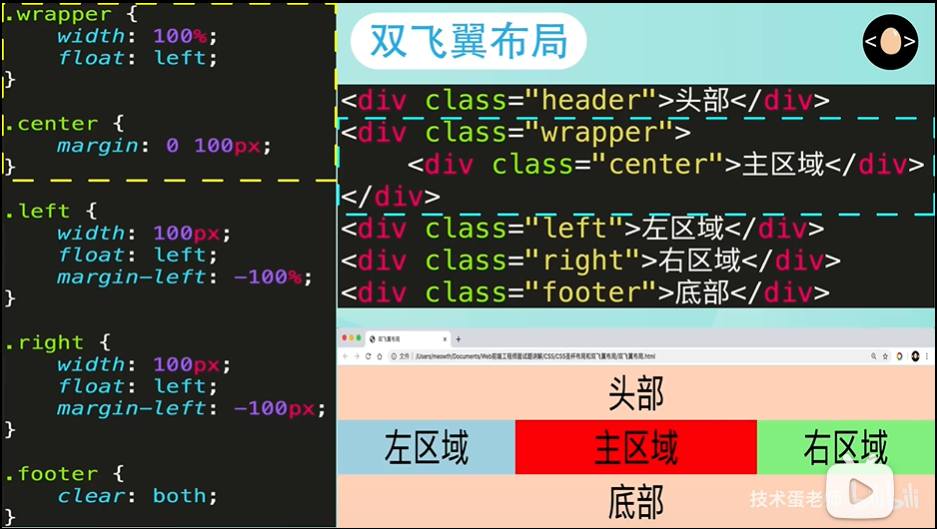 .wrapper {
width: 100%;
float: left;
}
.center {
margin: 0 100px;
}
.left {
width: 100px;
float: left;
margin-left: -100%;
}
.right {
width: 100px;
float: left;
margin-left: -100px;
}
.footer {
clear: both;
}
双飞翼布局
< >
<div class="header">头部</div>
<div class="wrapper">
<div class="center">主区域</div>
</div>
<div class="left">左区域</div>
<div class="right">右区域</div>
<div class="footer">底部</div>
双飞翼布局
文件 | /Users/meowth/Documents/Web前端工程师面试题讲解/CSS/CSS圣杯布局和双飞翼布局/双飞翼布局.html
头部
左区域 主区域 右区域
底部
技术蛋老师